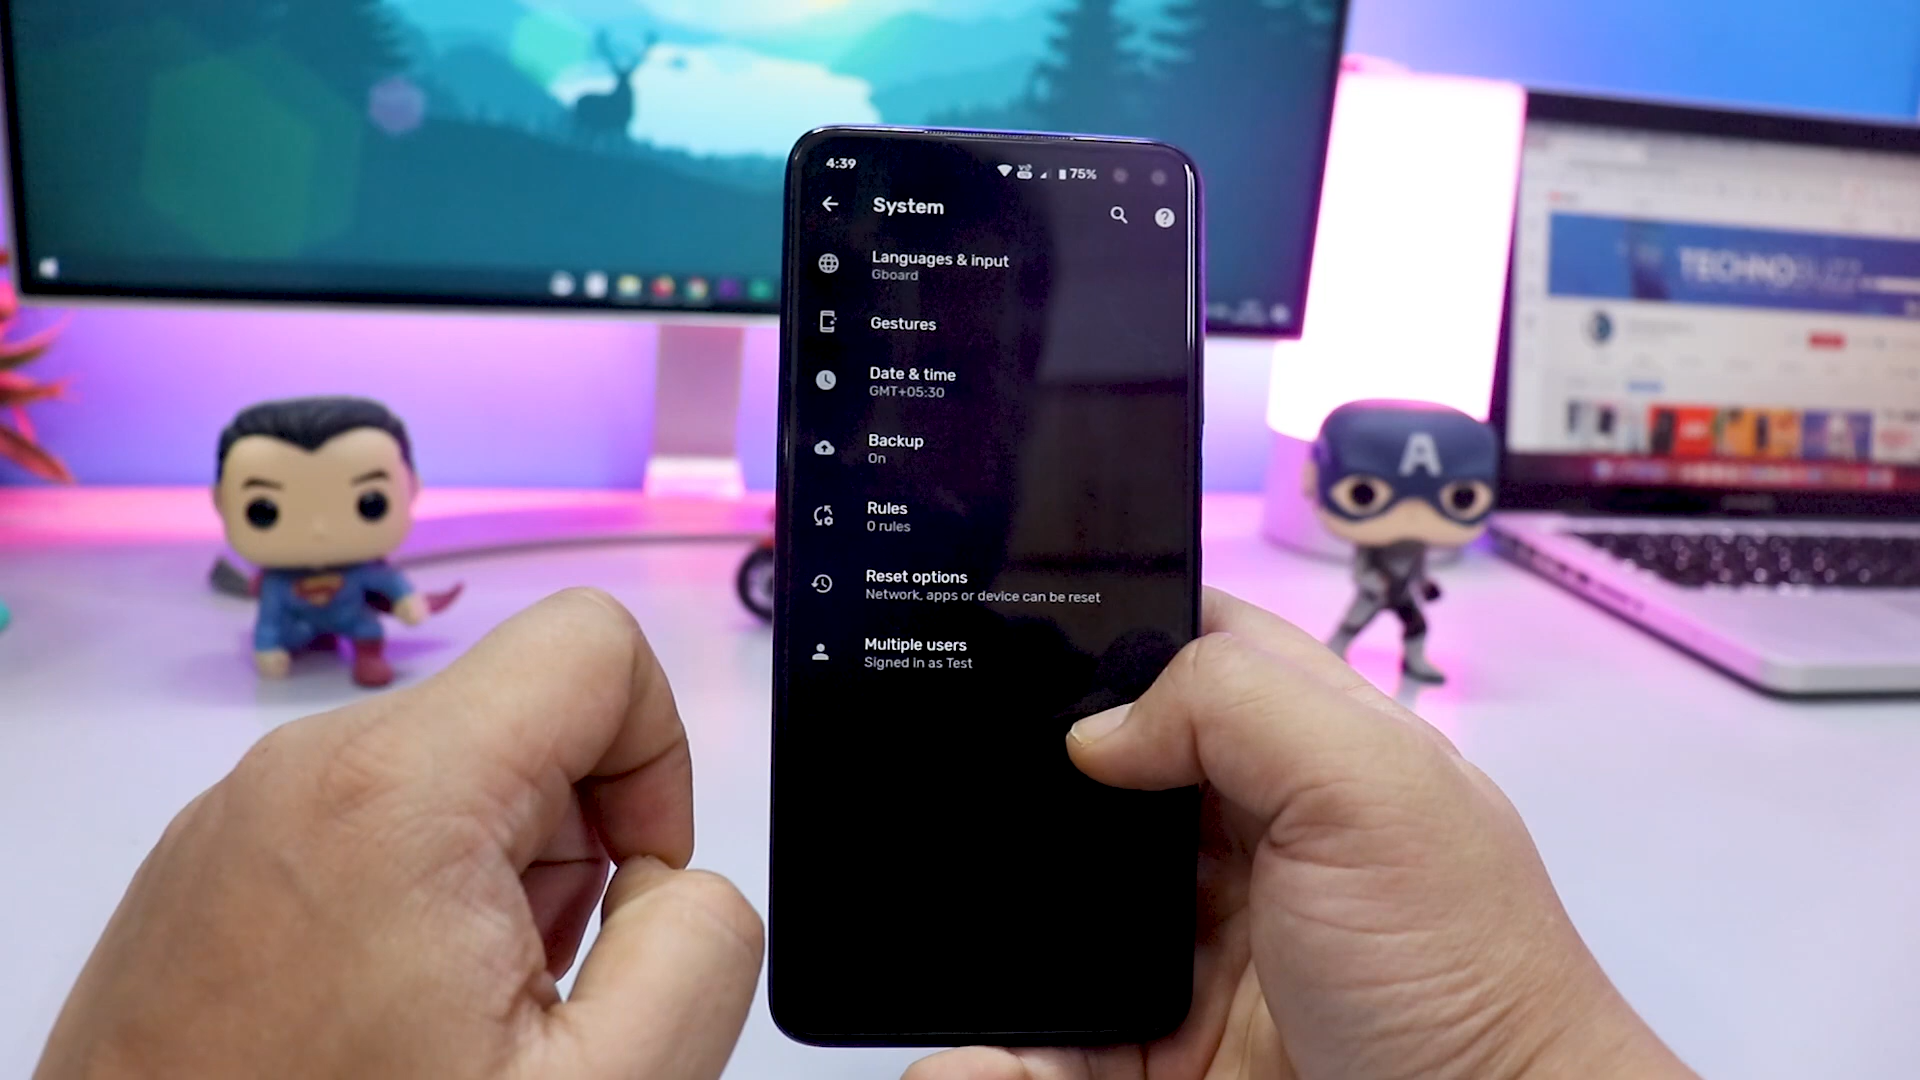 4:39
75%
System
Languages & input
Gboard
Gestures
Date & time
GMT+05:30
Backup
On
Rules
0 rules
Reset options
Network, apps or device can be reset
Multiple users
Signed in as Test
A